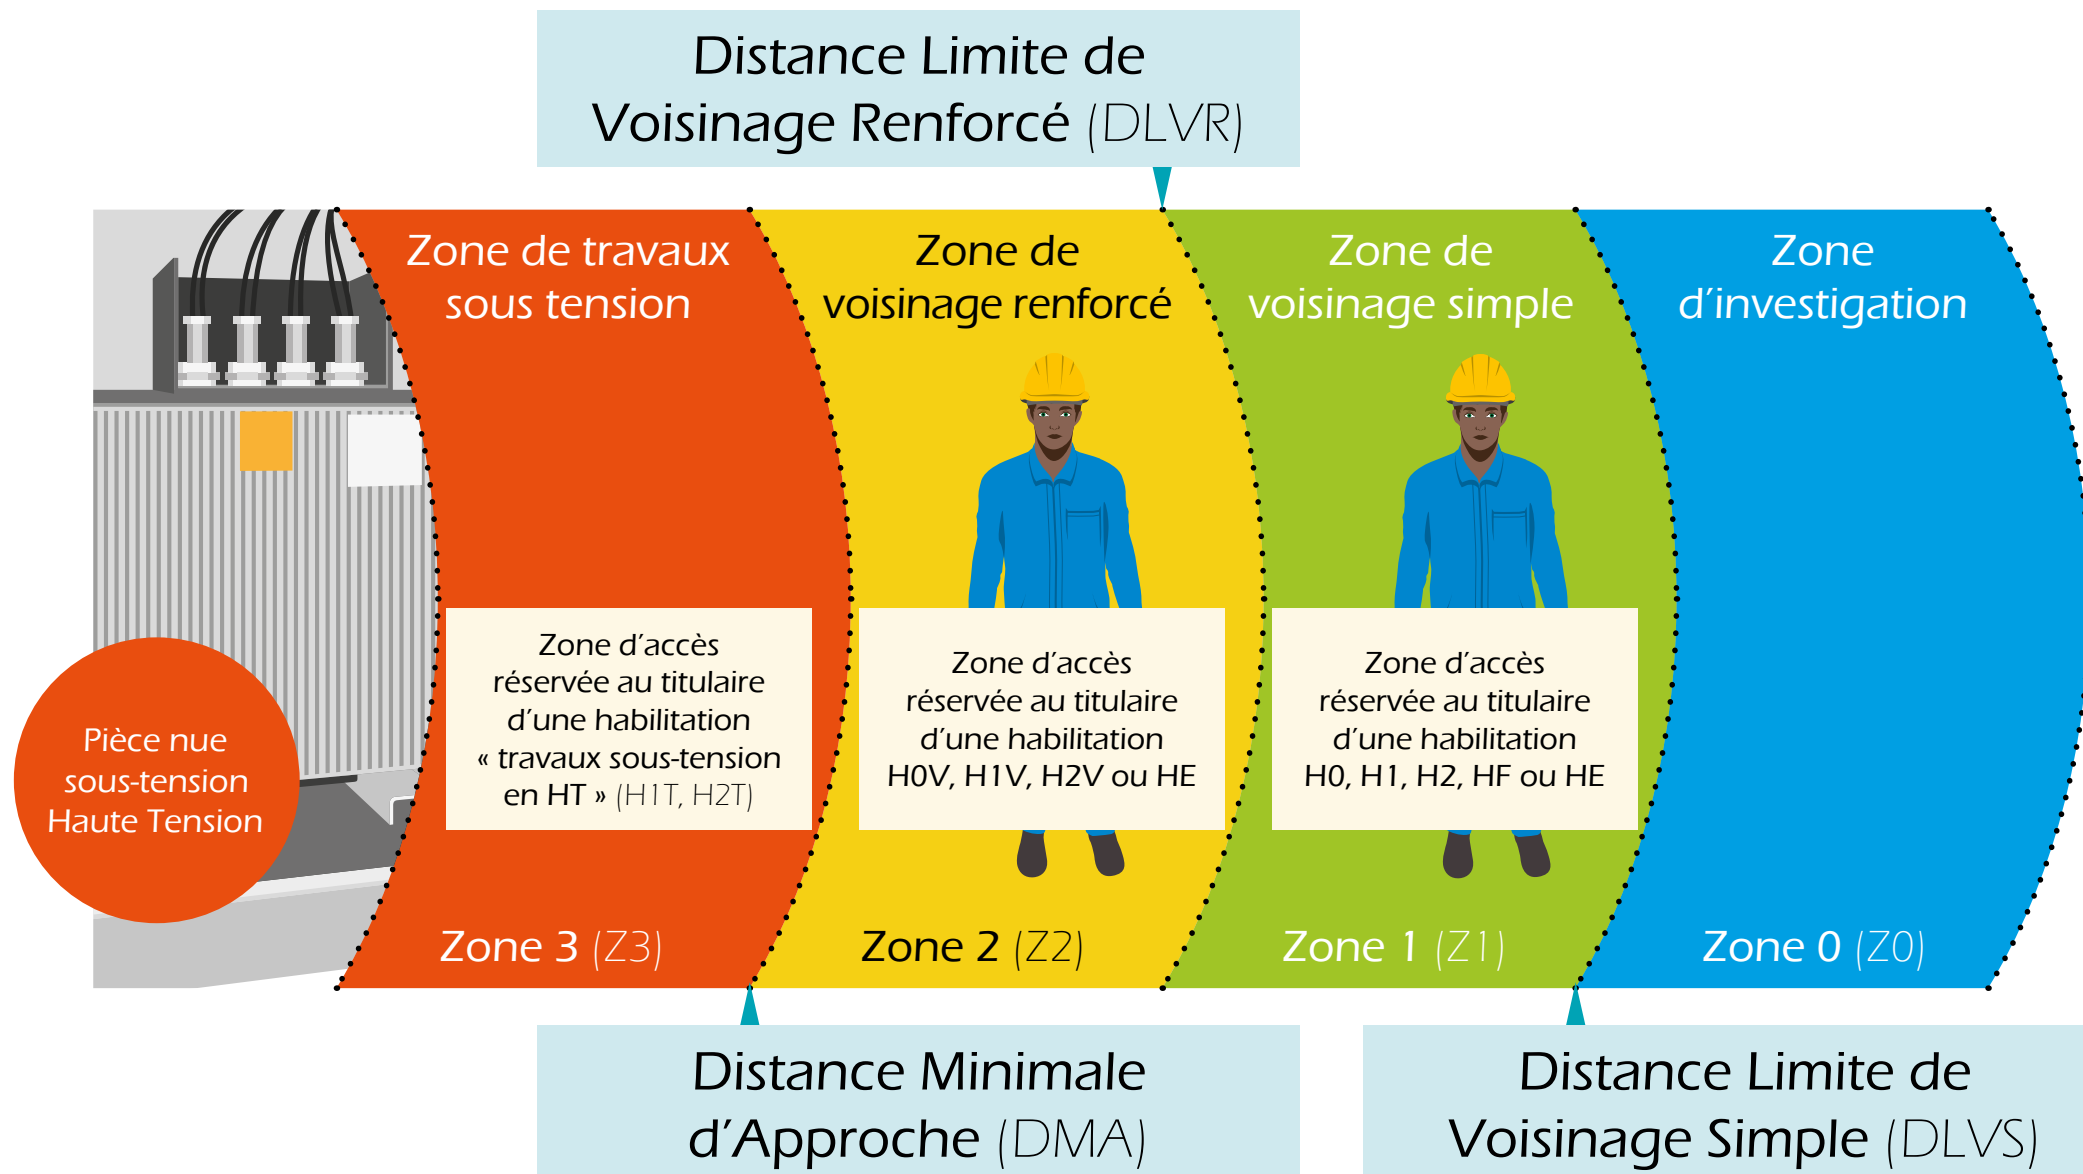 Distance Limite de
Voisinage Renforcé (DLVR)
Zone de travaux
sous tension
Zone de
voisinage renforcé
Zone de
voisinage simple
Zone
d’investigation
Pièce nue
sous-tension
Haute Tension
Zone d’accès
réservée au titulaire
d’une habilitation
« travaux sous-tension
en HT » (H1T, H2T)
Zone d’accès
réservée au titulaire
d’une habilitation
H0V, H1V, H2V ou HE
Zone d’accès
réservée au titulaire
d’une habilitation
H0, H1, H2, HF ou HE
Zone 3 (Z3)
Zone 2 (Z2)
Zone 1 (Z1)
Zone 0 (Z0)
Distance Minimale
d’Approche (DMA)
Distance Limite de
Voisinage Simple (DLVS)